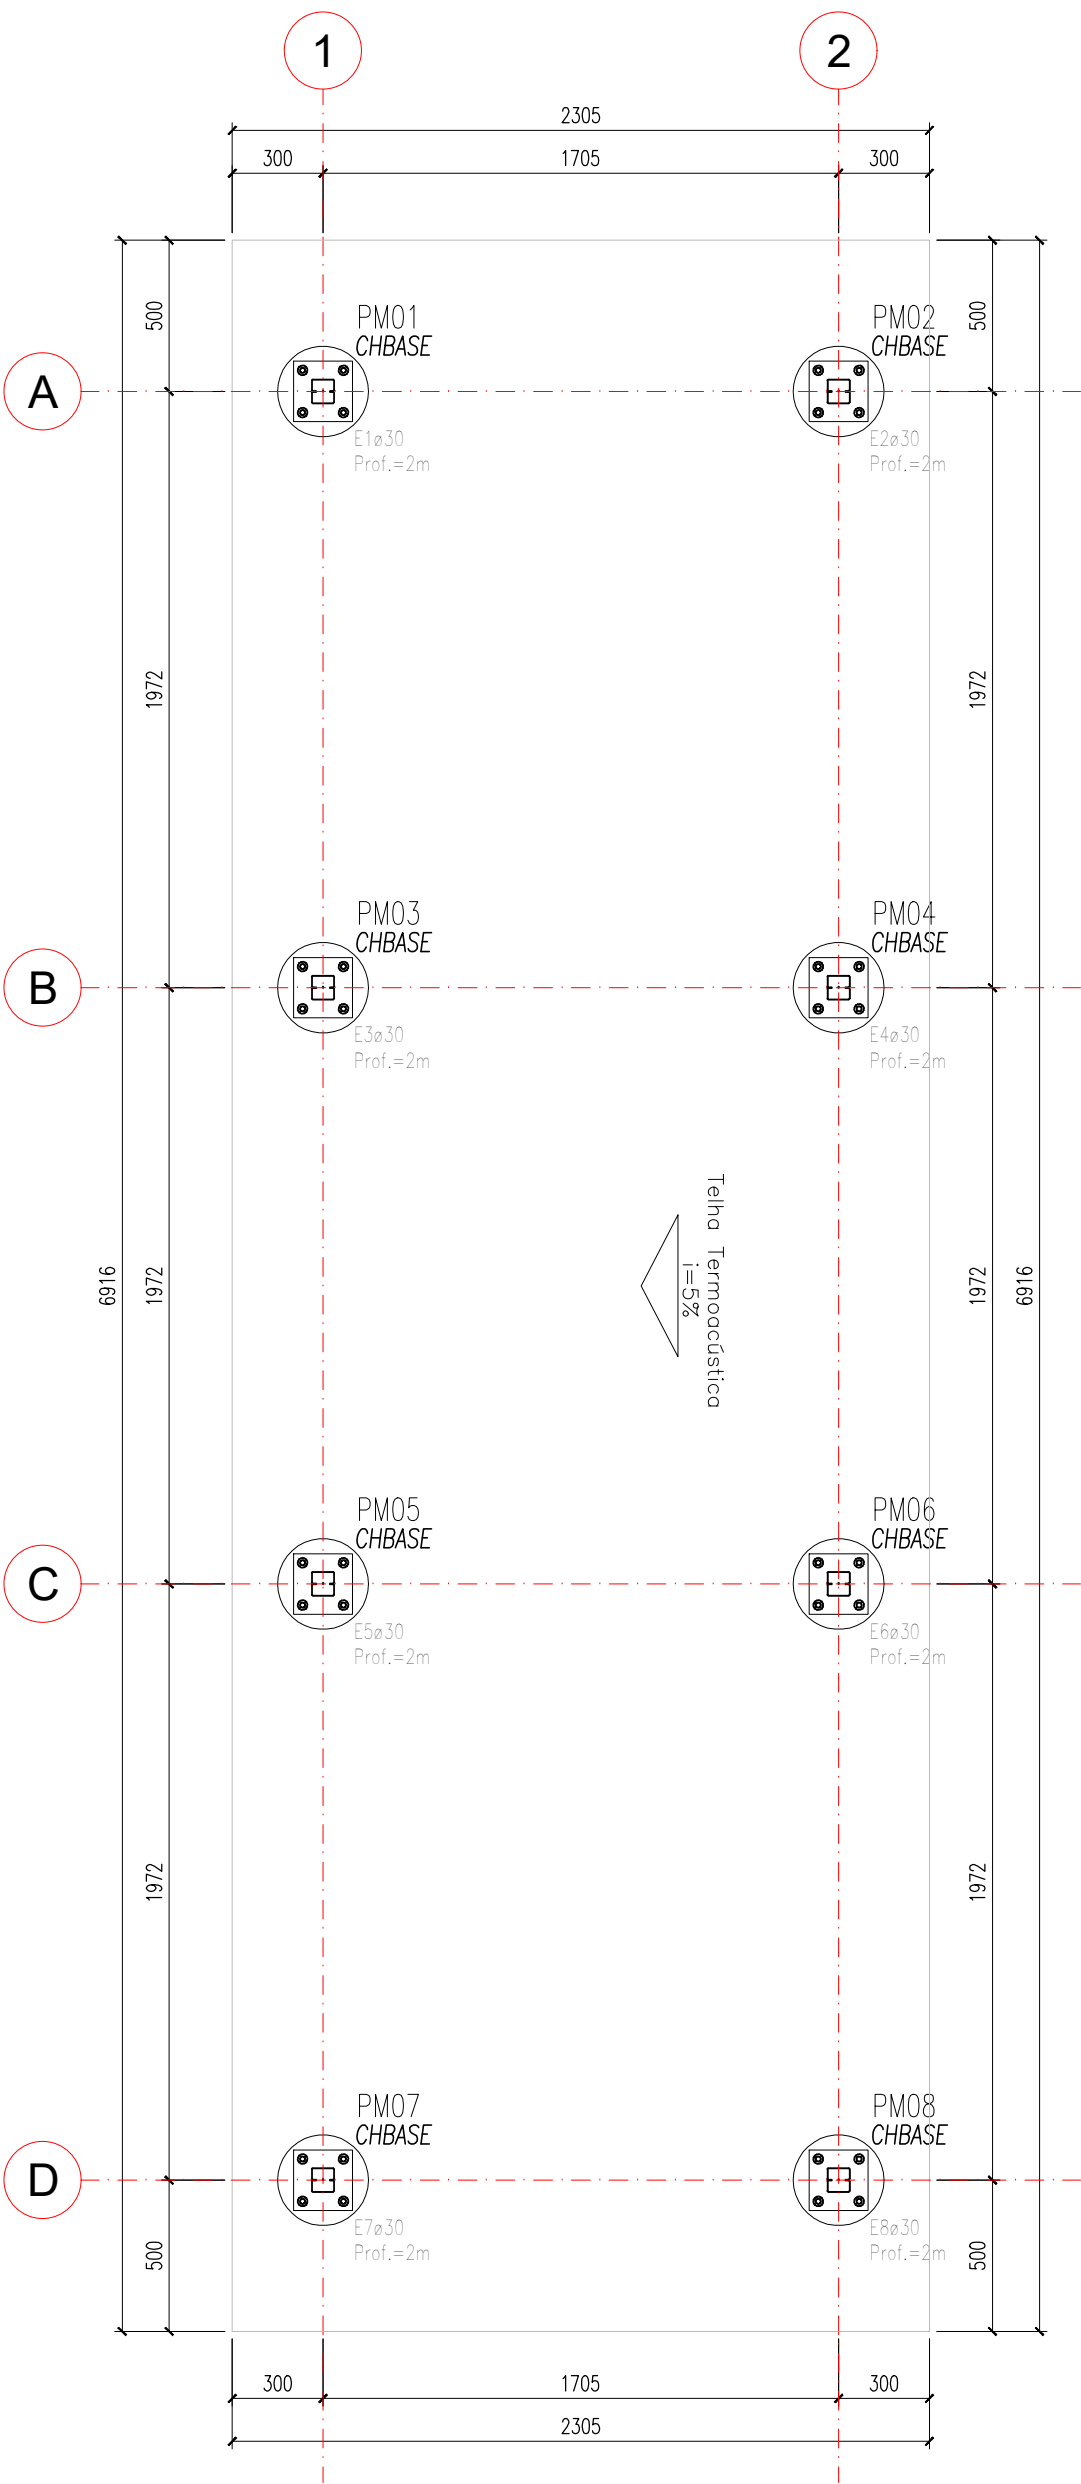 1
2
2305
300
1705
300
500
500
PM01
CHBASE
PM02
CHBASE
A
E1ø30
Prof.=2m
E2ø30
Prof.=2m
1972
1972
PM03
CHBASE
PM04
CHBASE
B
E3ø30
Prof.=2m
E4ø30
Prof.=2m
Telha Termoacústica
i=5%
6916
1972
1972
6916
PM05
CHBASE
PM06
CHBASE
C
E5ø30
Prof.=2m
E6ø30
Prof.=2m
1972
1972
PM07
CHBASE
PM08
CHBASE
D
E7ø30
Prof.=2m
E8ø30
Prof.=2m
500
500
300
1705
300
2305